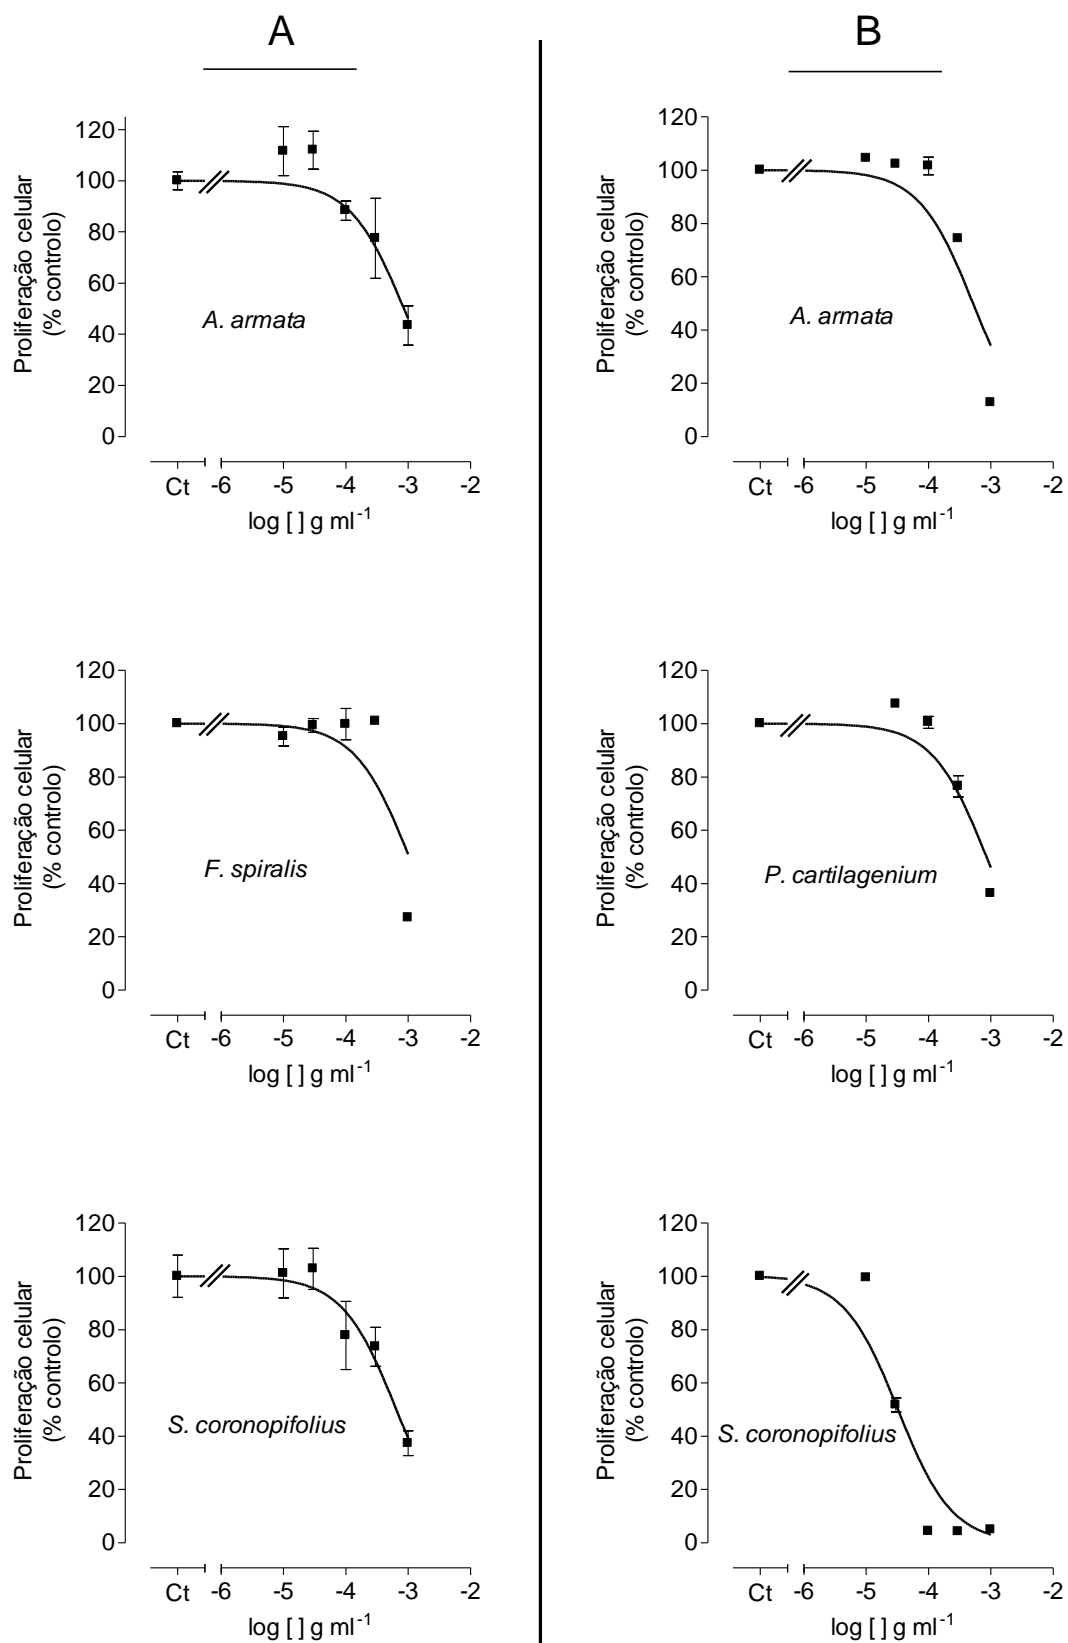 A
B
120
100
80
60
40
20
0
Proliferação celular
(% controlo)
A. armata
Ct -6 -5 -4 -3 -2
log [ ] g ml-1
120
100
80
60
40
20
0
Proliferação celular
(% controlo)
A. armata
Ct -6 -5 -4 -3 -2
log [ ] g ml-1
120
100
80
60
40
20
0
Proliferação celular
(% controlo)
F. spiralis
Ct -6 -5 -4 -3 -2
log [ ] g ml-1
120
100
80
60
40
20
0
Proliferação celular
(% controlo)
P. cartilagenium
Ct -6 -5 -4 -3 -2
log [ ] g ml-1
120
100
80
60
40
20
0
Proliferação celular
(% controlo)
S. coronopifolius
Ct -6 -5 -4 -3 -2
log [ ] g ml-1
120
100
80
60
40
20
0
Proliferação celular
(% controlo)
S. coronopifolius
Ct -6 -5 -4 -3 -2
log [ ] g ml-1